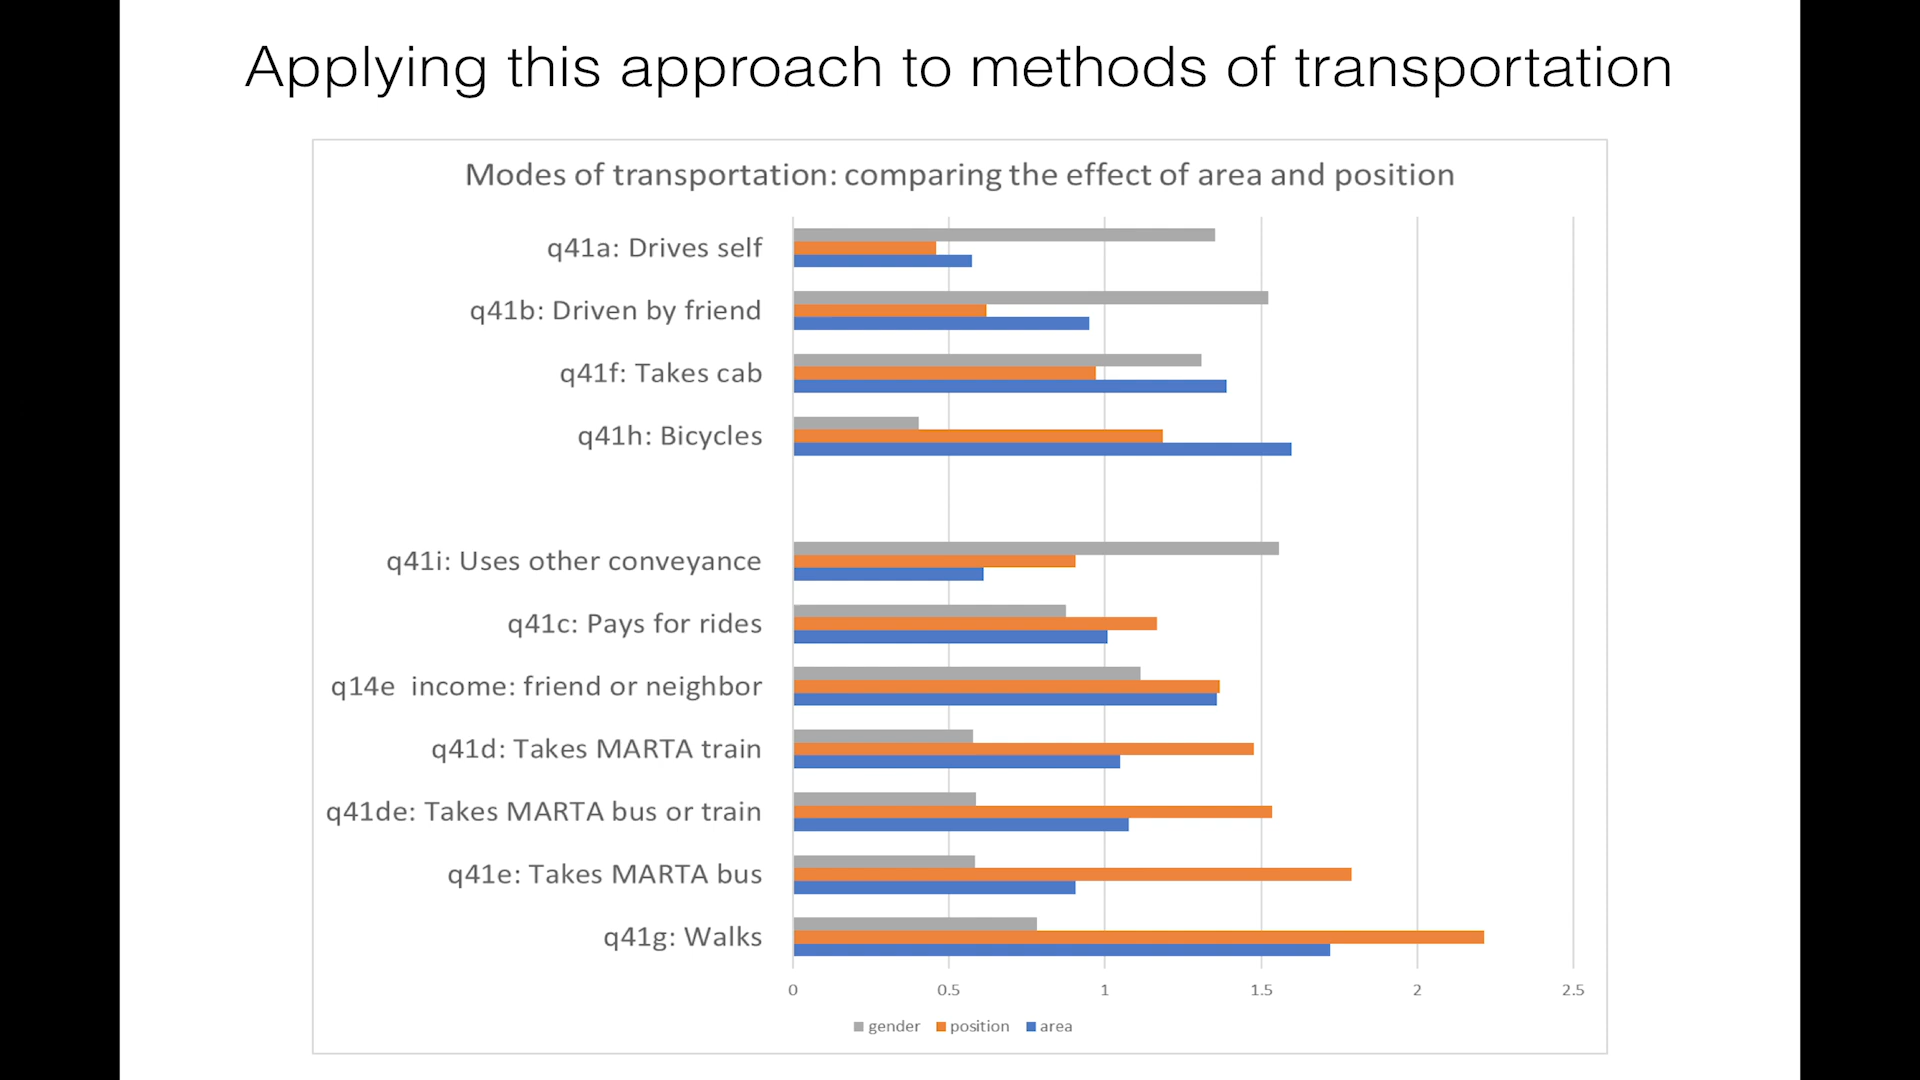 Applying this approach to methods of transportation
Modes of transportation: comparing the effect of area and position
q41a: Drives self
q41b: Driven by friend
q41f: Takes cab
q41h: Bicycles
q41i: Uses other conveyance
q41c: Pays for rides
q14e  income: friend or neighbor
q41d: Takes MARTA train
q41de: Takes MARTA bus or train
q41e: Takes MARTA bus
q41g: Walks
0 0.5 1 1.5 2 2.5
gender position area